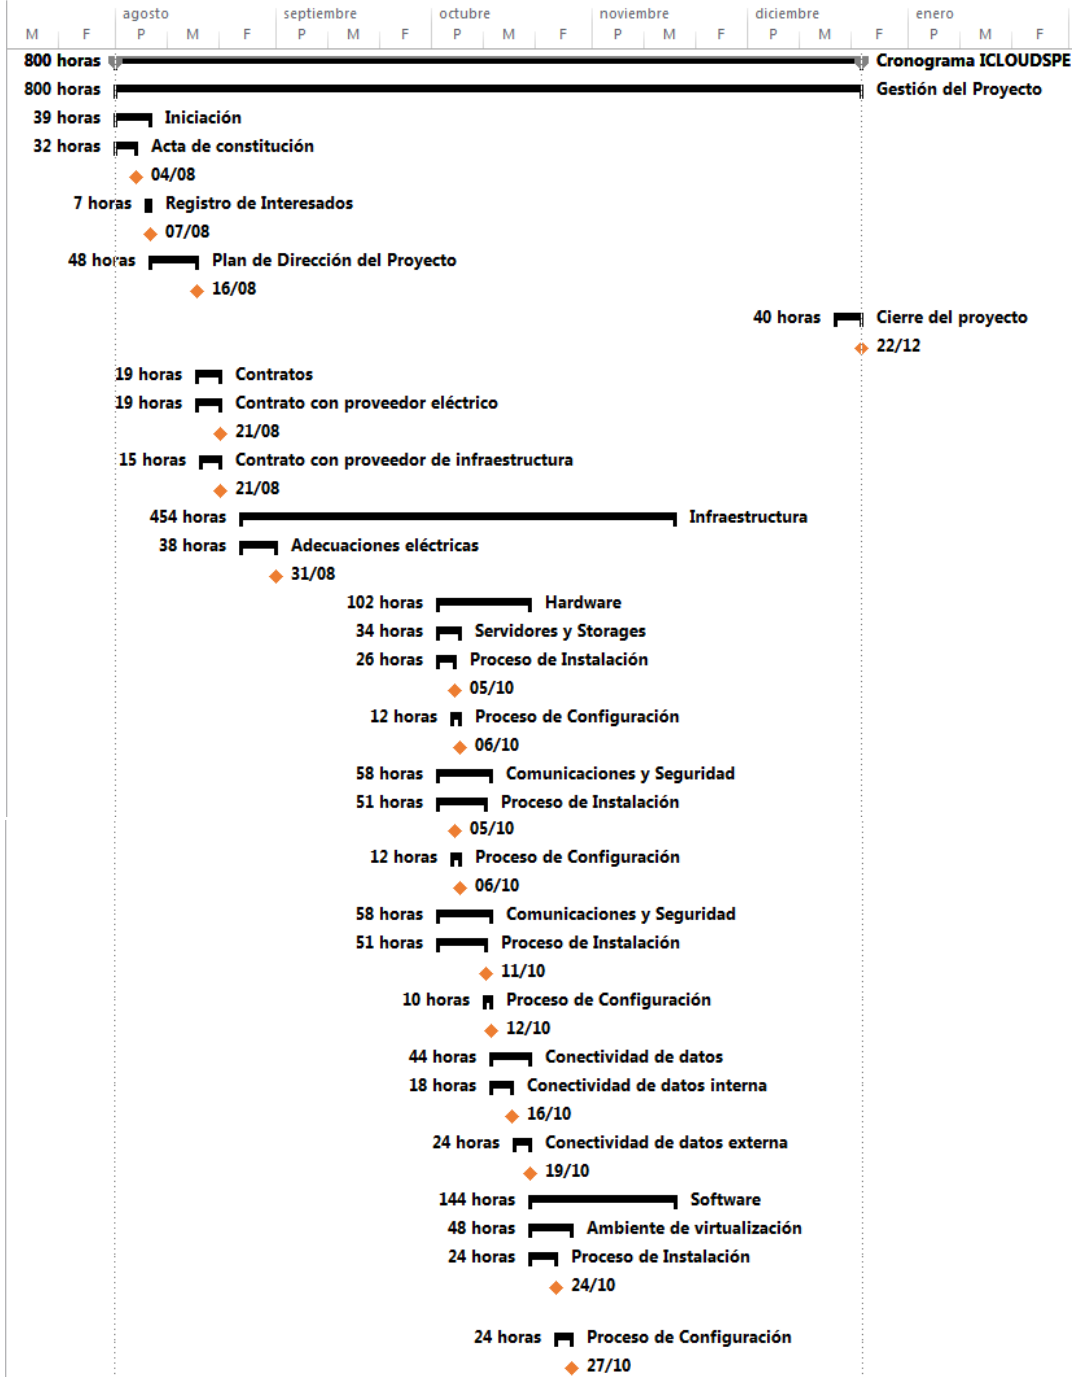 agosto septiembre octubre noviembre diciembre enero
M F P M F P M F P M F P M F P M F P M F
800 horas Cronograma ICLOUDSPE
800 horas Gestión del Proyecto
39 horas Iniciación
32 horas Acta de constitución
04/08
7 horas Registro de Interesados
07/08
48 horas Plan de Dirección del Proyecto
16/08
40 horas Cierre del proyecto
22/12
19 horas Contratos
19 horas Contrato con proveedor eléctrico
21/08
15 horas Contrato con proveedor de infraestructura
21/08
454 horas Infraestructura
38 horas Adecuaciones eléctricas
31/08
102 horas Hardware
34 horas Servidores y Storages
26 horas Proceso de Instalación
05/10
12 horas Proceso de Configuración
06/10
58 horas Comunicaciones y Seguridad
51 horas Proceso de Instalación
05/10
12 horas Proceso de Configuración
06/10
58 horas Comunicaciones y Seguridad
51 horas Proceso de Instalación
11/10
10 horas Proceso de Configuración
12/10
44 horas Conectividad de datos
18 horas Conectividad de datos interna
16/10
24 horas Conectividad de datos externa
19/10
144 horas Software
48 horas Ambiente de virtualización
24 horas Proceso de Instalación
24/10
24 horas Proceso de Configuración
27/10